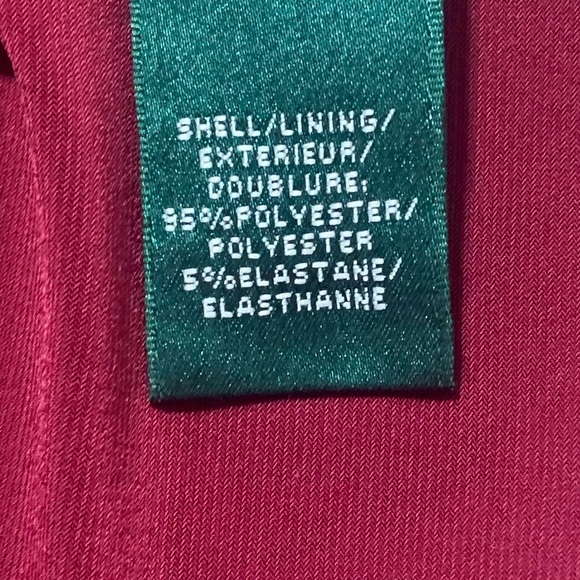 SHELL/LINING/
EXTERIEUR/
DOUBLURE:
95%POLYESTER/
POLYESTER
5%ELASTANE/
ELASTHANNE